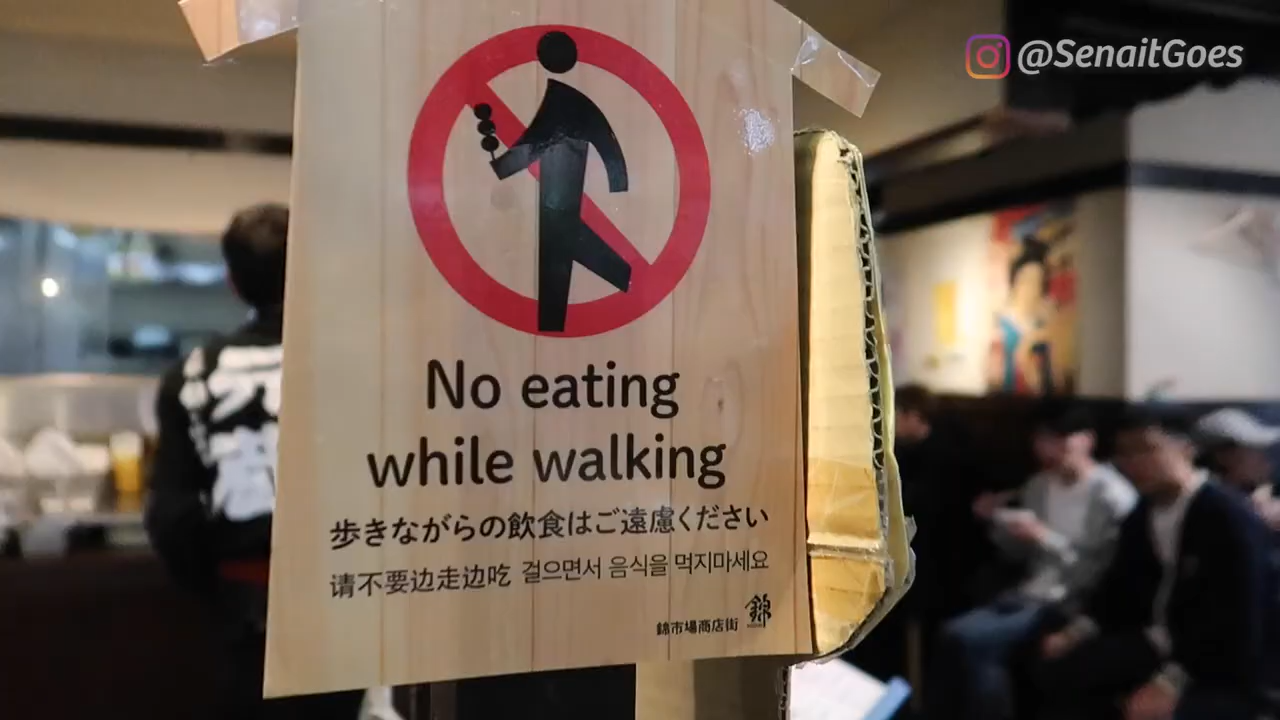 @SenaitGoes
No eating
while walking
歩きながらの飲食はご遠慮ください
请不要边走边吃 걸으면서 음식을 먹지마세요
錦市場商店街 錦